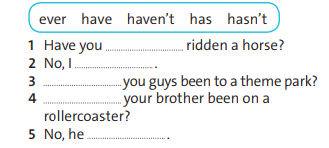 ever have haven't has hasn't
1 Have you ........................ ridden a horse?
2 No, I ........................ .
3 ........................ you guys been to a theme park?
4 ........................ your brother been on a
rollercoaster?
5 No, he ........................ .